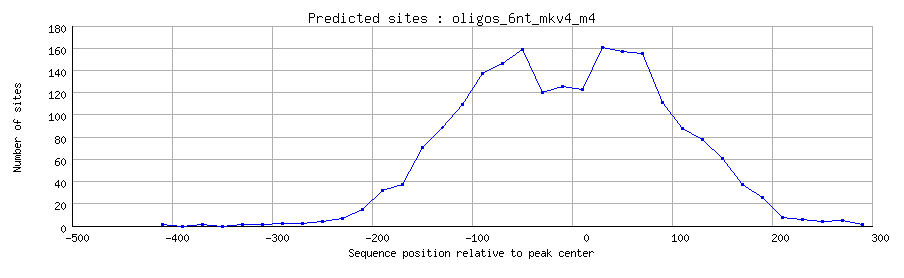 Predicted sites : oligos_6nt_mkv4_m4
180
160
140
120
100
80
60
40
20
0
Number of sites
-500 -400 -300 -200 -100 0 100 200 300
Sequence position relative to peak center